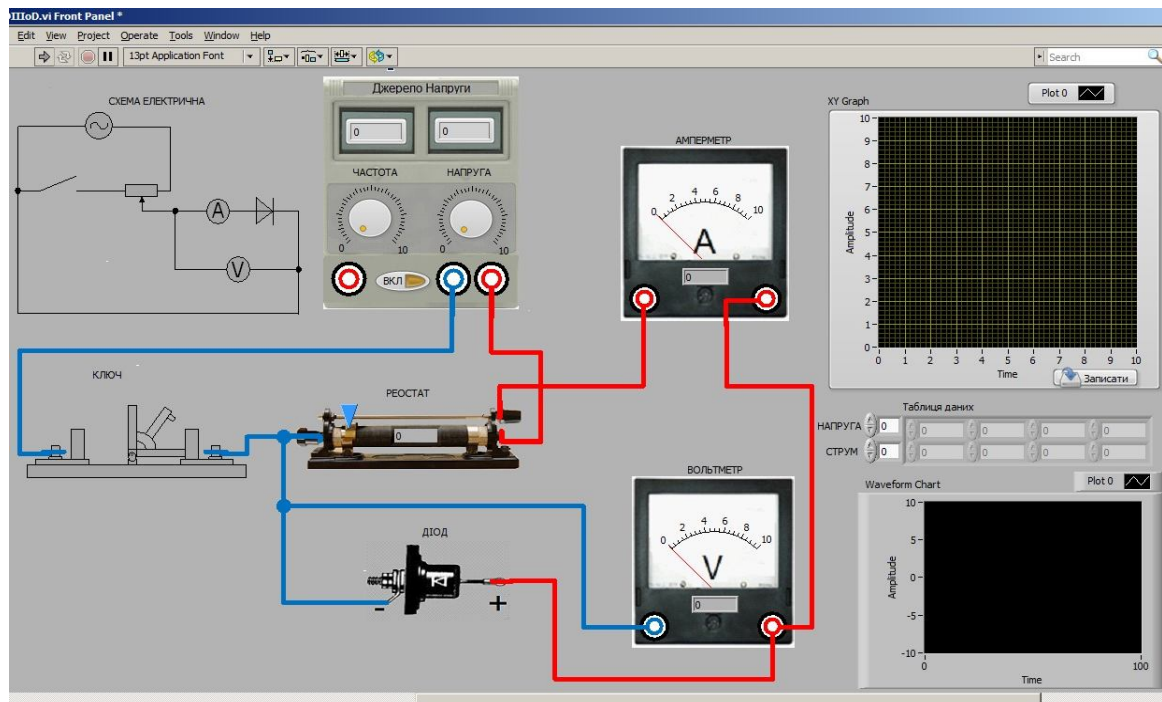 OIIIoD.vi Front Panel *
Edit View Project Operate Tools Window Help
13pt Application Font
Search
СХЕМА ЕЛЕКТРИЧНА
A
V
Джерело Напруги
0 0
ЧАСТОТА НАПРУГА
0 10 0 10
ВКЛ
АМПЕРМЕТР
0 2 4 6 8 10
A
0
XY Graph
Plot 0
10
9
8
7
6
5
4
3
2
1
0
Amplitude
0 1 2 3 4 5 6 7 8 9 10
Time
Записати
КЛЮЧ
РЕОСТАТ
0
Таблиця даних
НАПРУГА 0 0 0 0 0
СТРУМ 0 0 0 0 0
ДІОД
- +
ВОЛЬТМЕТР
0 2 4 6 8 10
V
0
Waveform Chart
Plot 0
10
5
0
-5
-10
Amplitude
0 100
Time